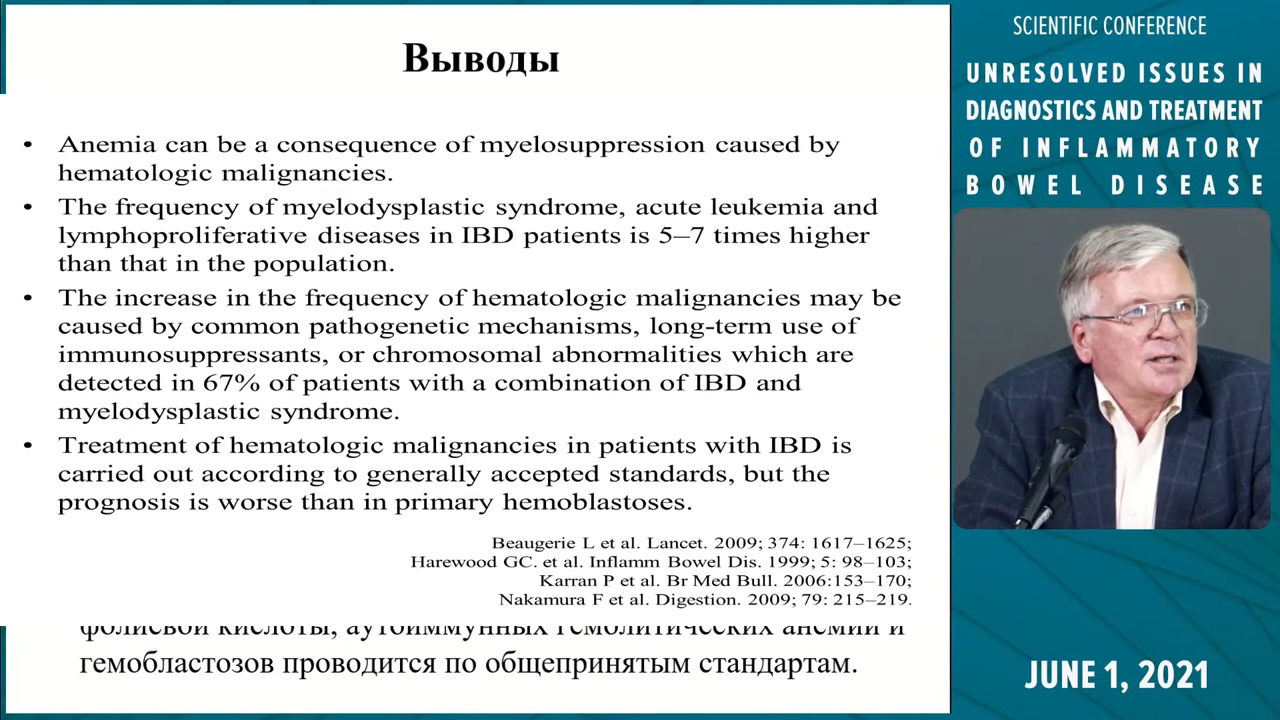 Выводы
• Anemia can be a consequence of myelosuppression caused by
hematologic malignancies.
• The frequency of myelodysplastic syndrome, acute leukemia and
lymphoproliferative diseases in IBD patients is 5–7 times higher
than that in the population.
• The increase in the frequency of hematologic malignancies may be
caused by common pathogenetic mechanisms, long-term use of
immunosuppressants, or chromosomal abnormalities which are
detected in 67% of patients with a combination of IBD and
myelodysplastic syndrome.
• Treatment of hematologic malignancies in patients with IBD is
carried out according to generally accepted standards, but the
prognosis is worse than in primary hemoblastoses.
Beaugerie L et al. Lancet. 2009; 374: 1617–1625;
Harewood GC. et al. Inflamm Bowel Dis. 1999; 5: 98–103;
Karran P et al. Br Med Bull. 2006:153–170;
Nakamura F et al. Digestion. 2009; 79: 215–219.
фолиевой кислоты, аутоиммунных гемолитических анемий и
гемобластозов проводится по общепринятым стандартам.
SCIENTIFIC CONFERENCE
UNRESOLVED ISSUES IN
DIAGNOSTICS AND TREATMENT
OF INFLAMMATORY
BOWEL DISEASE
JUNE 1, 2021